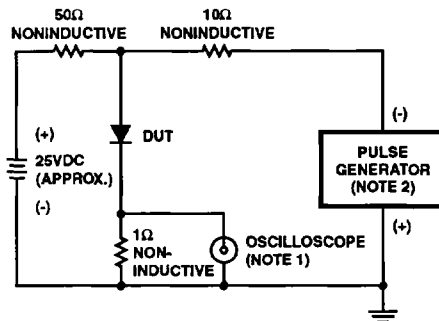 50Ω
NONINDUCTIVE
10Ω
NONINDUCTIVE
(+)
25VDC
(APPROX.)
(-)
DUT
1Ω
NON-
INDUCTIVE
OSCILLOSCOPE
(NOTE 1)
(-)
PULSE
GENERATOR
(NOTE 2)
(+)